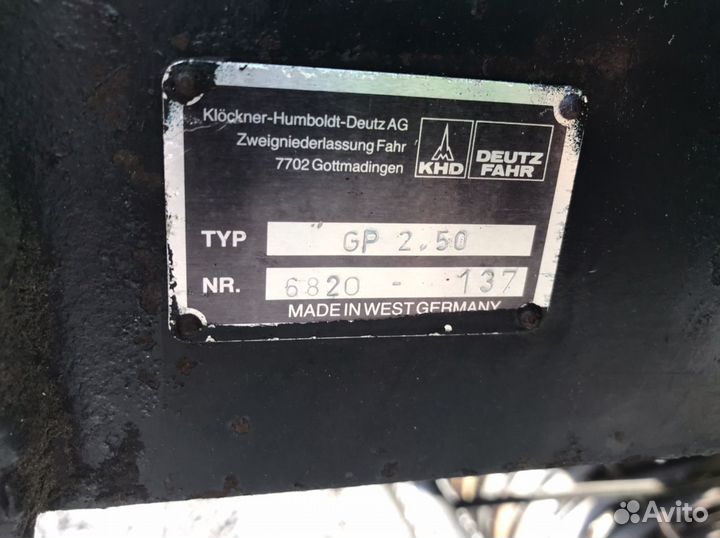 Klöckner-Humboldt-Deutz AG
Zweigniederlassung Fahr
7702 Gottmadingen
KHD
DEUTZ
FAHR
TYP GP 2.50
NR. 6820 - 137
MADE IN WEST GERMANY
Avito